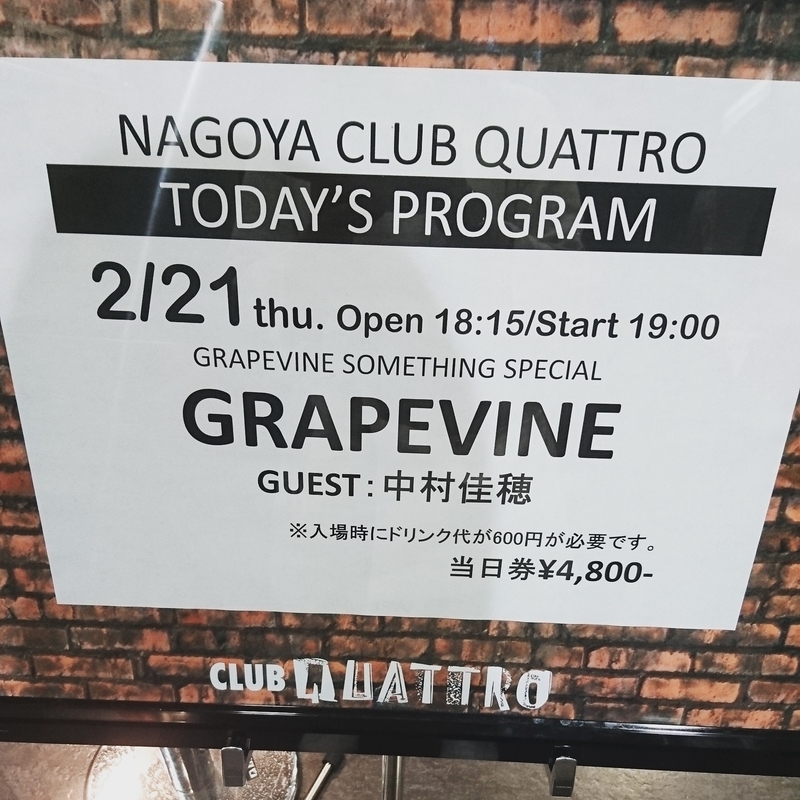 NAGOYA CLUB QUATTRO
TODAY'S PROGRAM
2/21 thu. Open 18:15/Start 19:00
GRAPEVINE SOMETHING SPECIAL
GRAPEVINE
GUEST:中村佳穂
※入場時にドリンク代が600円が必要です。
当日券¥4,800-
CLUB QUATTRO